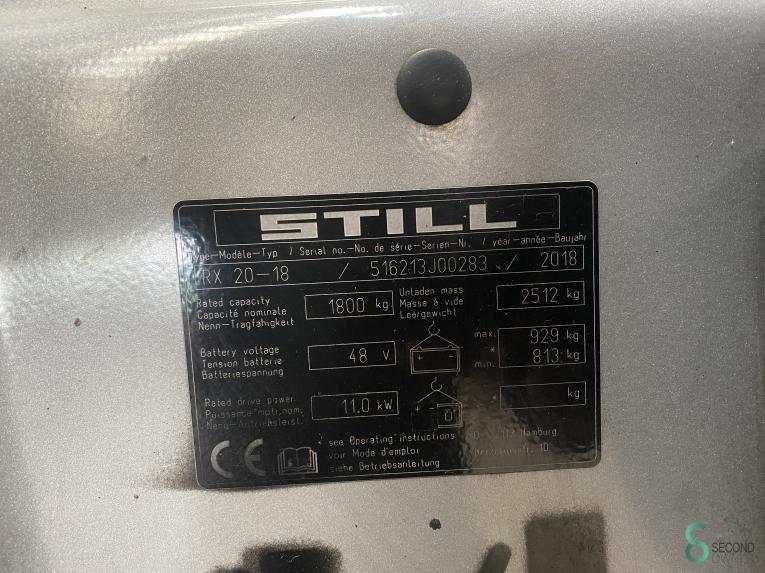 STILL
Type-Modèle-Typ / Serial no.-No. de série-Serien-Nr. / year-année-Baujahr
RX 20-18 / 516213J00283 / 2018
Rated capacity
Capacité nominale
Nenn-Tragfähigkeit
1800 kg
Unladen mass
Masse à vide
Leergewicht
2512 kg
Battery voltage
Tension batterie
Batteriespannung
48 V
+ -
max. 929 kg
*
min. 813 kg
Rated drive power
Puissance motr.nom.
Nenn-Antriebsleist.
11.0 kW
+
* kg
CE
* see Operating instructions
voir Mode d'emploi
siehe Betriebsanleitung
Hamburg
10
SECOND